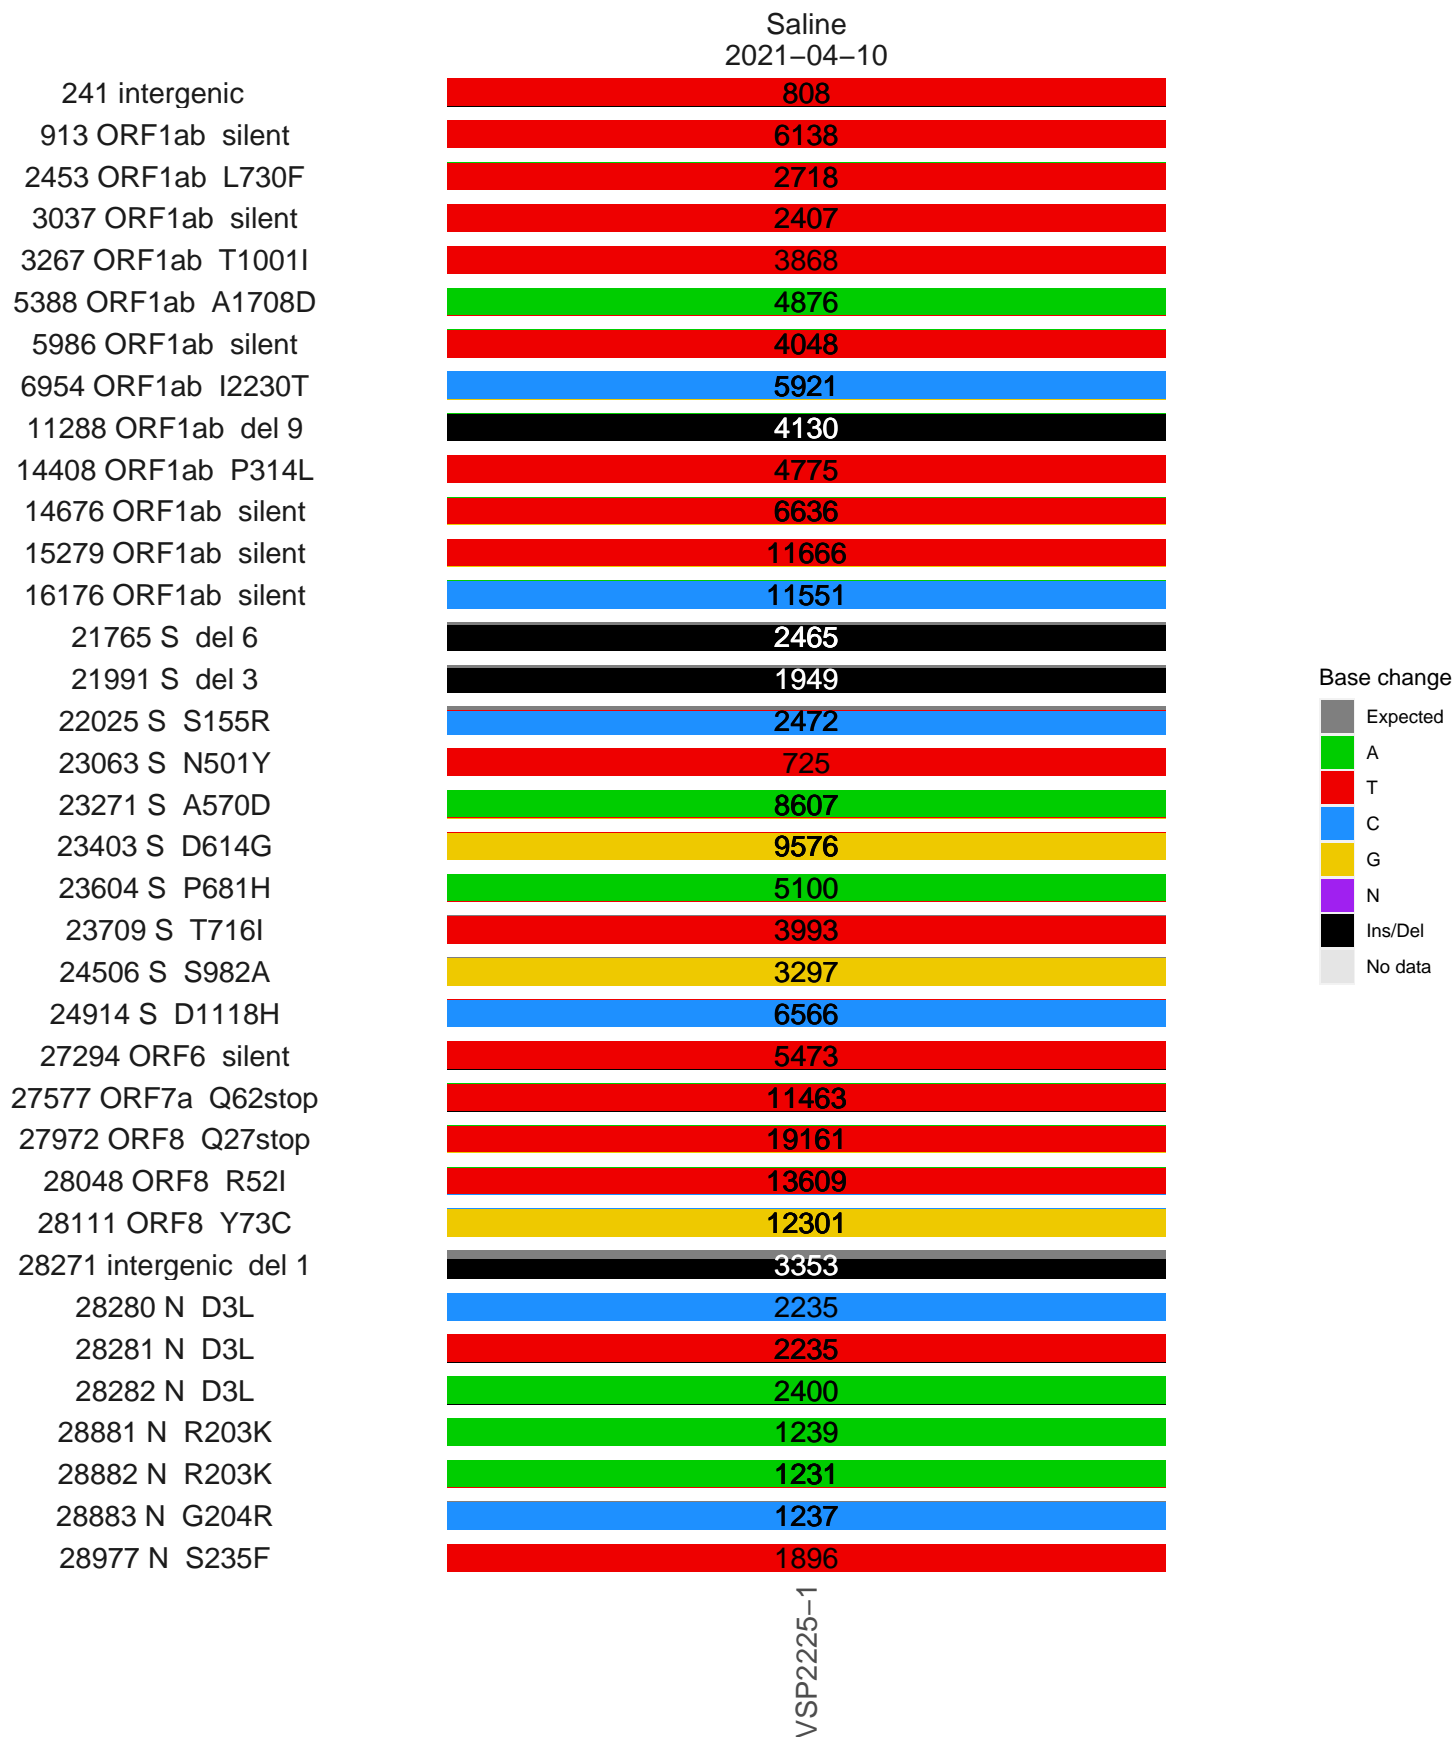 Saline
2021−04−10
241 intergenic 808
913 ORF1ab silent 6138
2453 ORF1ab L730F 2718
3037 ORF1ab silent 2407
3267 ORF1ab T1001I 3868
5388 ORF1ab A1708D 4876
5986 ORF1ab silent 4048
6954 ORF1ab I2230T 5921
11288 ORF1ab del 9 4130
14408 ORF1ab P314L 4775
14676 ORF1ab silent 6636
15279 ORF1ab silent 11666
16176 ORF1ab silent 11551
21765 S del 6 2465
21991 S del 3 1949
22025 S S155R 2472
23063 S N501Y 725
23271 S A570D 8607
23403 S D614G 9576
23604 S P681H 5100
23709 S T716I 3993
24506 S S982A 3297
24914 S D1118H 6566
27294 ORF6 silent 5473
27577 ORF7a Q62stop 11463
27972 ORF8 Q27stop 19161
28048 ORF8 R52I 13609
28111 ORF8 Y73C 12301
28271 intergenic del 1 3353
28280 N D3L 2235
28281 N D3L 2235
28282 N D3L 2400
28881 N R203K 1239
28882 N R203K 1231
28883 N G204R 1237
28977 N S235F 1896
VSP2225−1
Base change
Expected
A
T
C
G
N
Ins/Del
No data